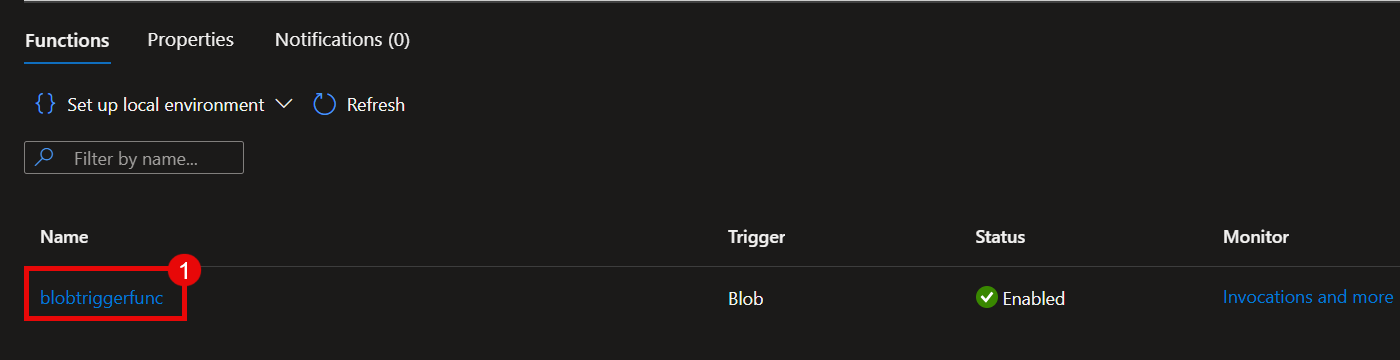 Functions Properties Notifications (0)
{} Set up local environment Refresh
Filter by name...
Name Trigger Status Monitor
1
blobtriggerfunc Blob Enabled Invocations and more